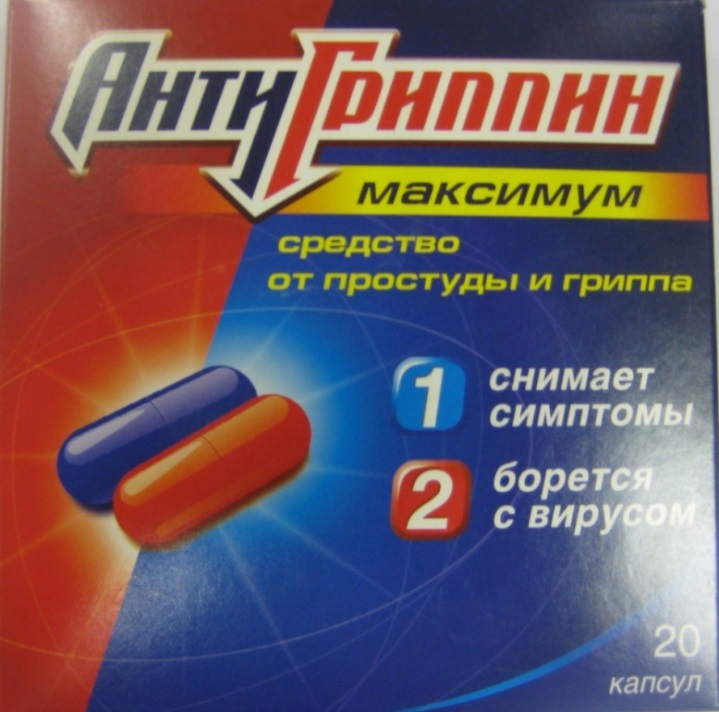 АнтиГриппин
максимум
средство
от простуды и гриппа
1 снимает
симптомы
2 борется
с вирусом
20
капсул